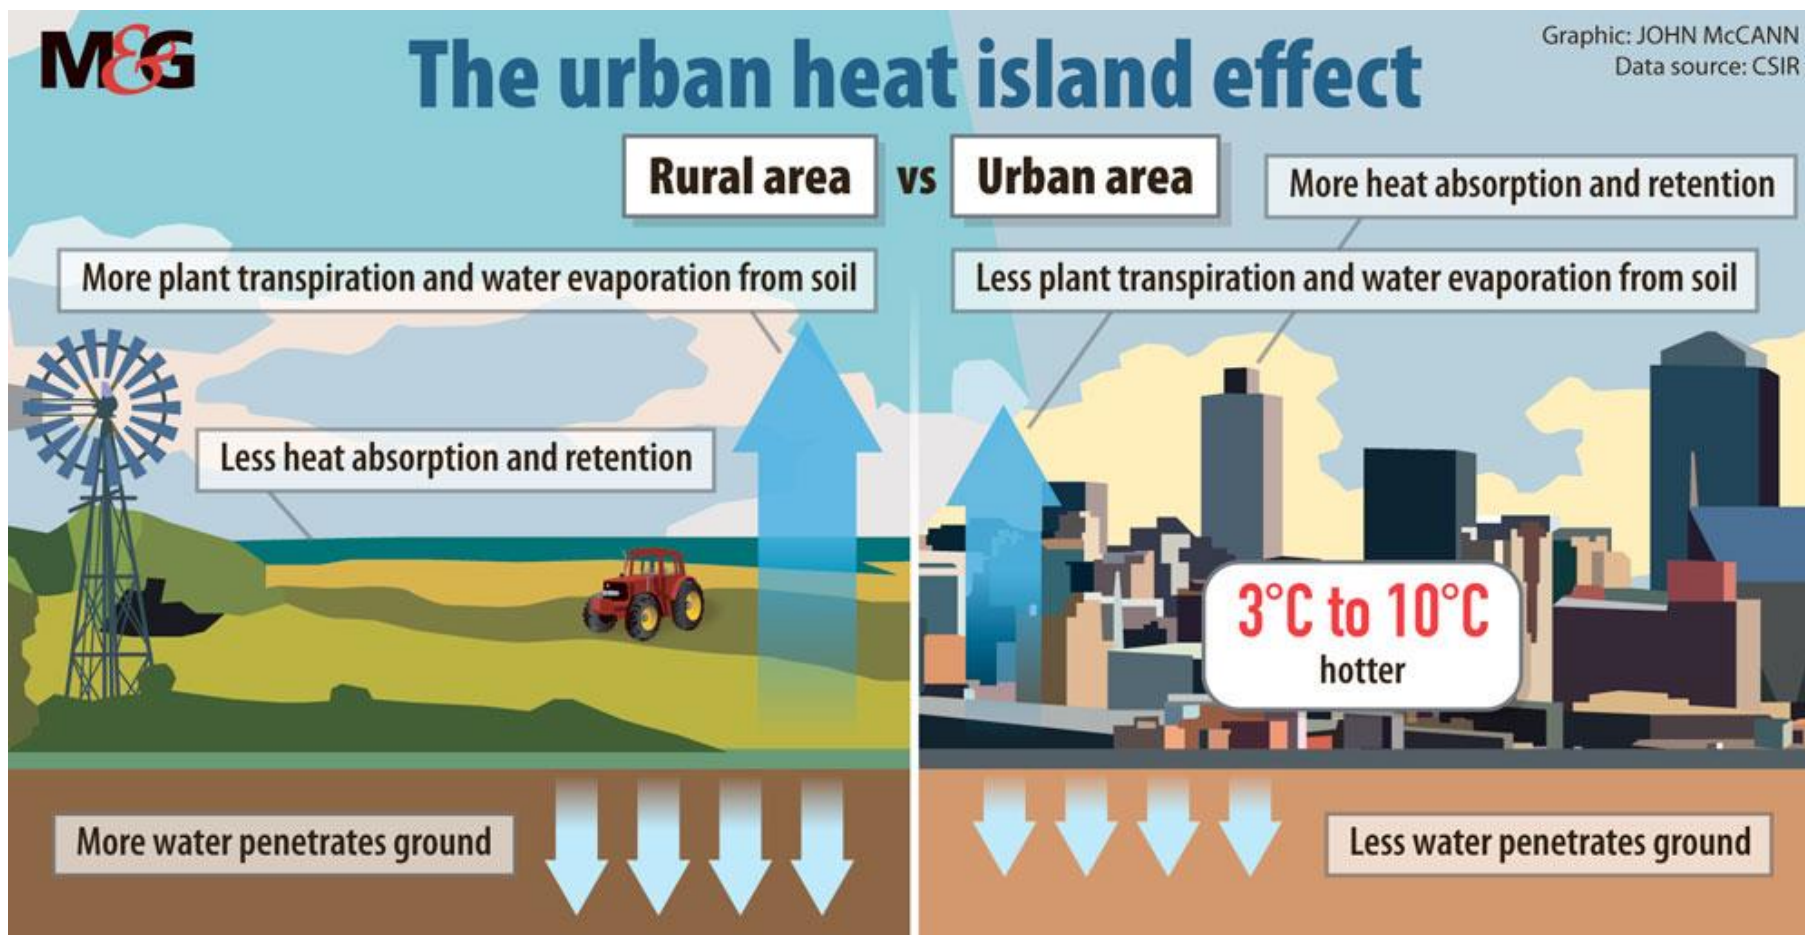 M&G
The urban heat island effect
Graphic: JOHN McCANN
Data source: CSIR
Rural area vs Urban area
More heat absorption and retention
More plant transpiration and water evaporation from soil
Less plant transpiration and water evaporation from soil
Less heat absorption and retention
3°C to 10°C
hotter
More water penetrates ground
Less water penetrates ground